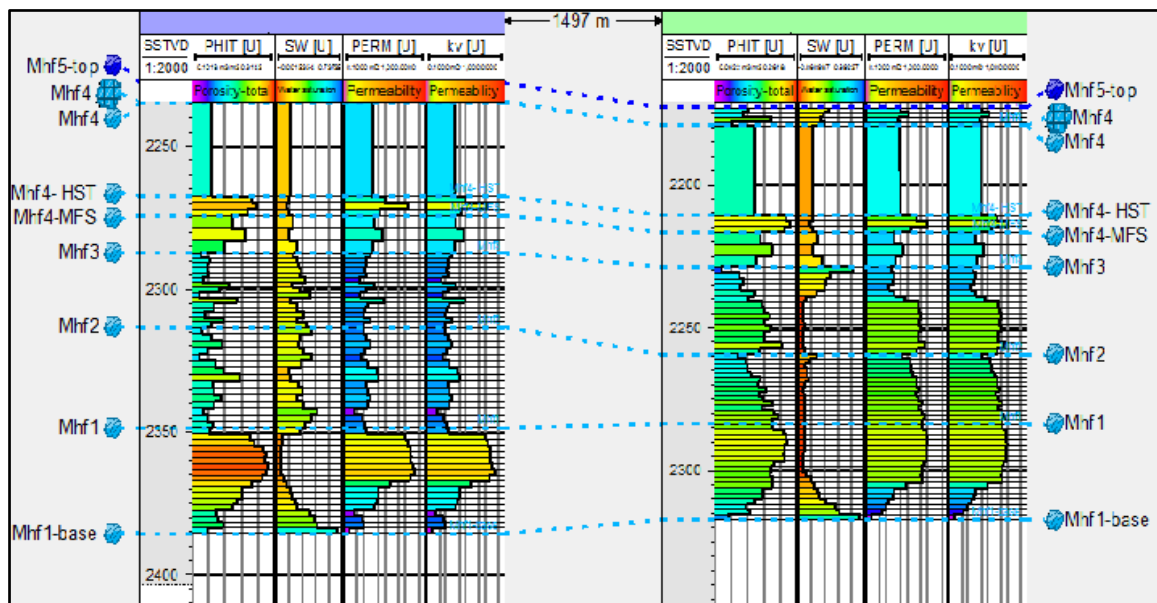 1497 m
SSTVD PHIT [U] SW [U] PERM [U] kv [U]
1:2000
Porosity-total Permeability Permeability
Mhf5-top
Mhf4
Mhf4
Mhf4- HST
Mhf4-MFS
Mhf3
Mhf2
Mhf1
Mhf1-base
2250
2300
2350
2400
SSTVD PHIT [U] SW [U] PERM [U] kv [U]
1:2000
Porosity-total Permeability Permeability
2200
2250
2300
Mhf5-top
Mhf4
Mhf4
Mhf4- HST
Mhf4-MFS
Mhf3
Mhf2
Mhf1
Mhf1-base